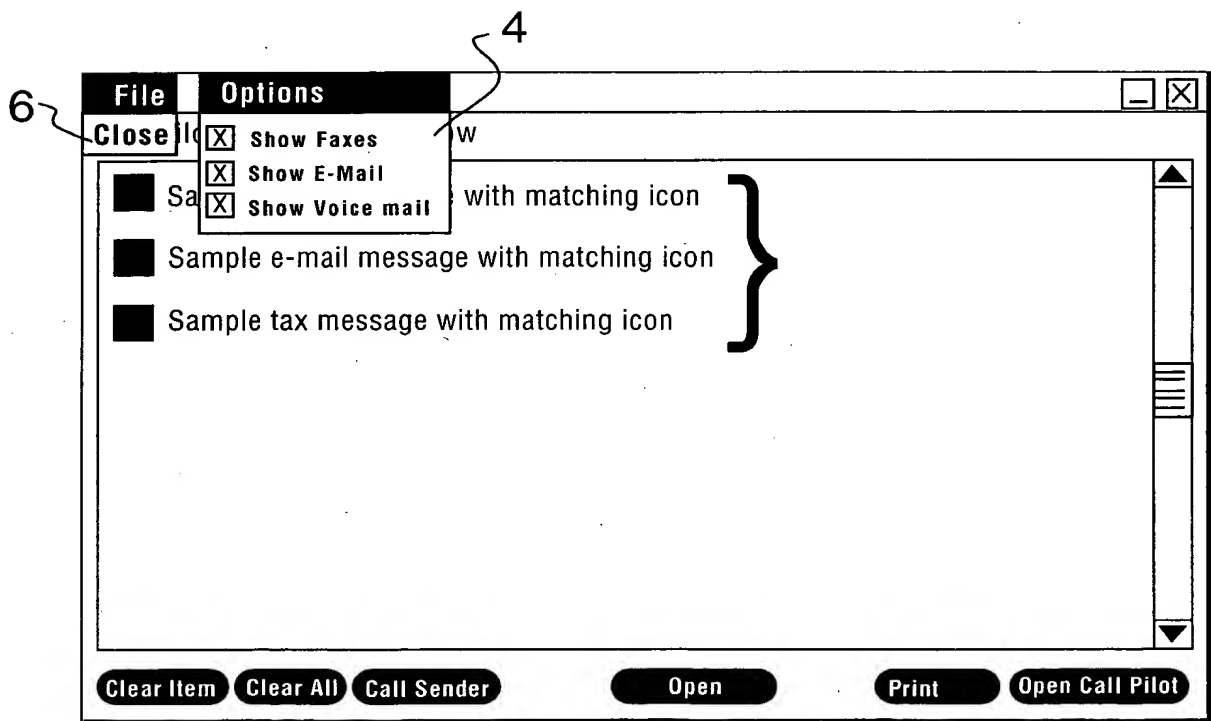 4
File Options
6
Close
w
X Show Faxes
X Show E-Mail
X Show Voice mail
Sa with matching icon
Sample e-mail message with matching icon
Sample tax message with matching icon
Clear Item Clear All Call Sender Open Print Open Call Pilot